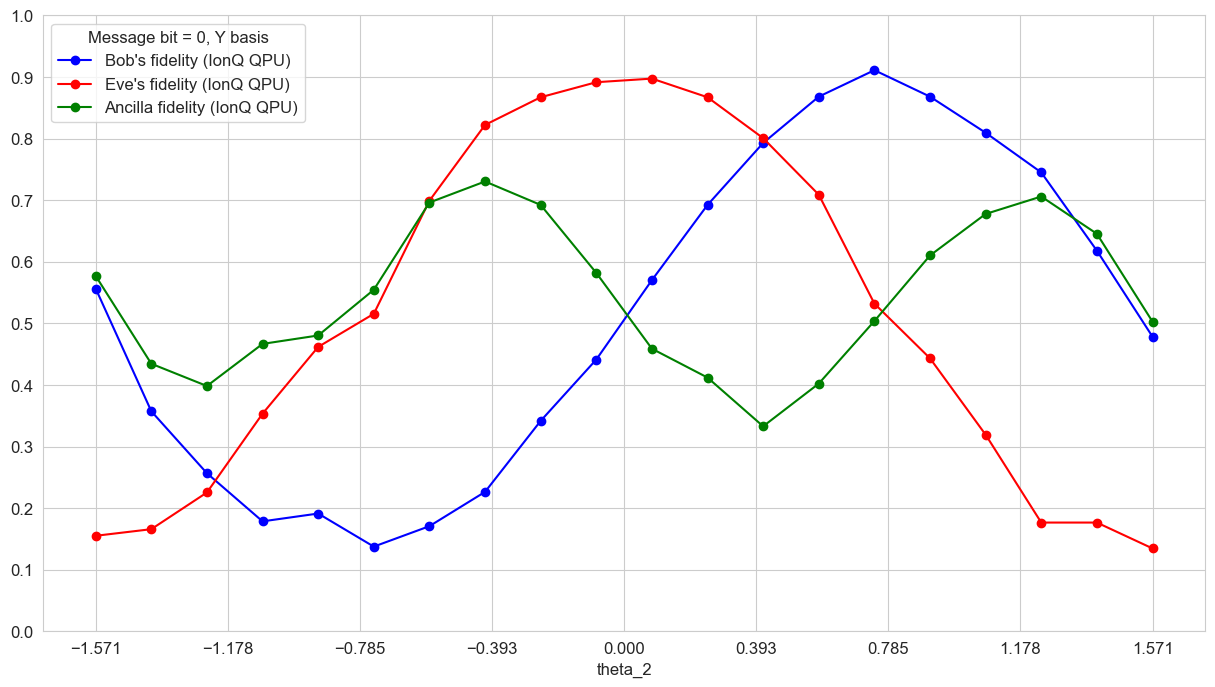 Message bit = 0, Y basis
Bob's fidelity (IonQ QPU)
Eve's fidelity (IonQ QPU)
Ancilla fidelity (IonQ QPU)
1.0
0.9
0.8
0.7
0.6
0.5
0.4
0.3
0.2
0.1
0.0
−1.571 −1.178 −0.785 −0.393 0.000 0.393 0.785 1.178 1.571
theta_2